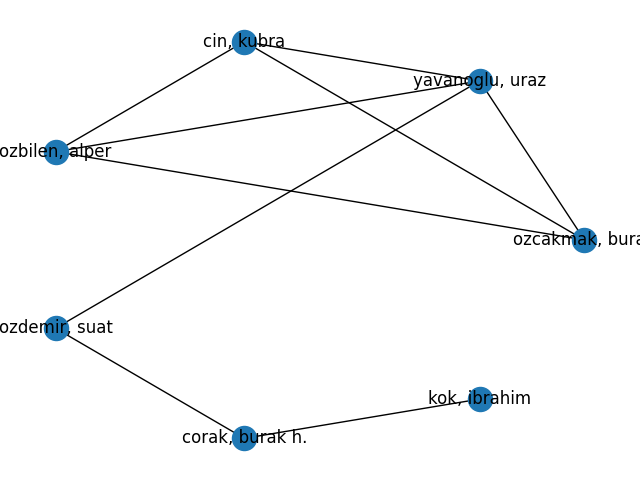 cin, kubra
yavanoglu, uraz
ozbilen, alper
ozcakmak, bura
ozdemir, suat
kok, ibrahim
corak, burak h.